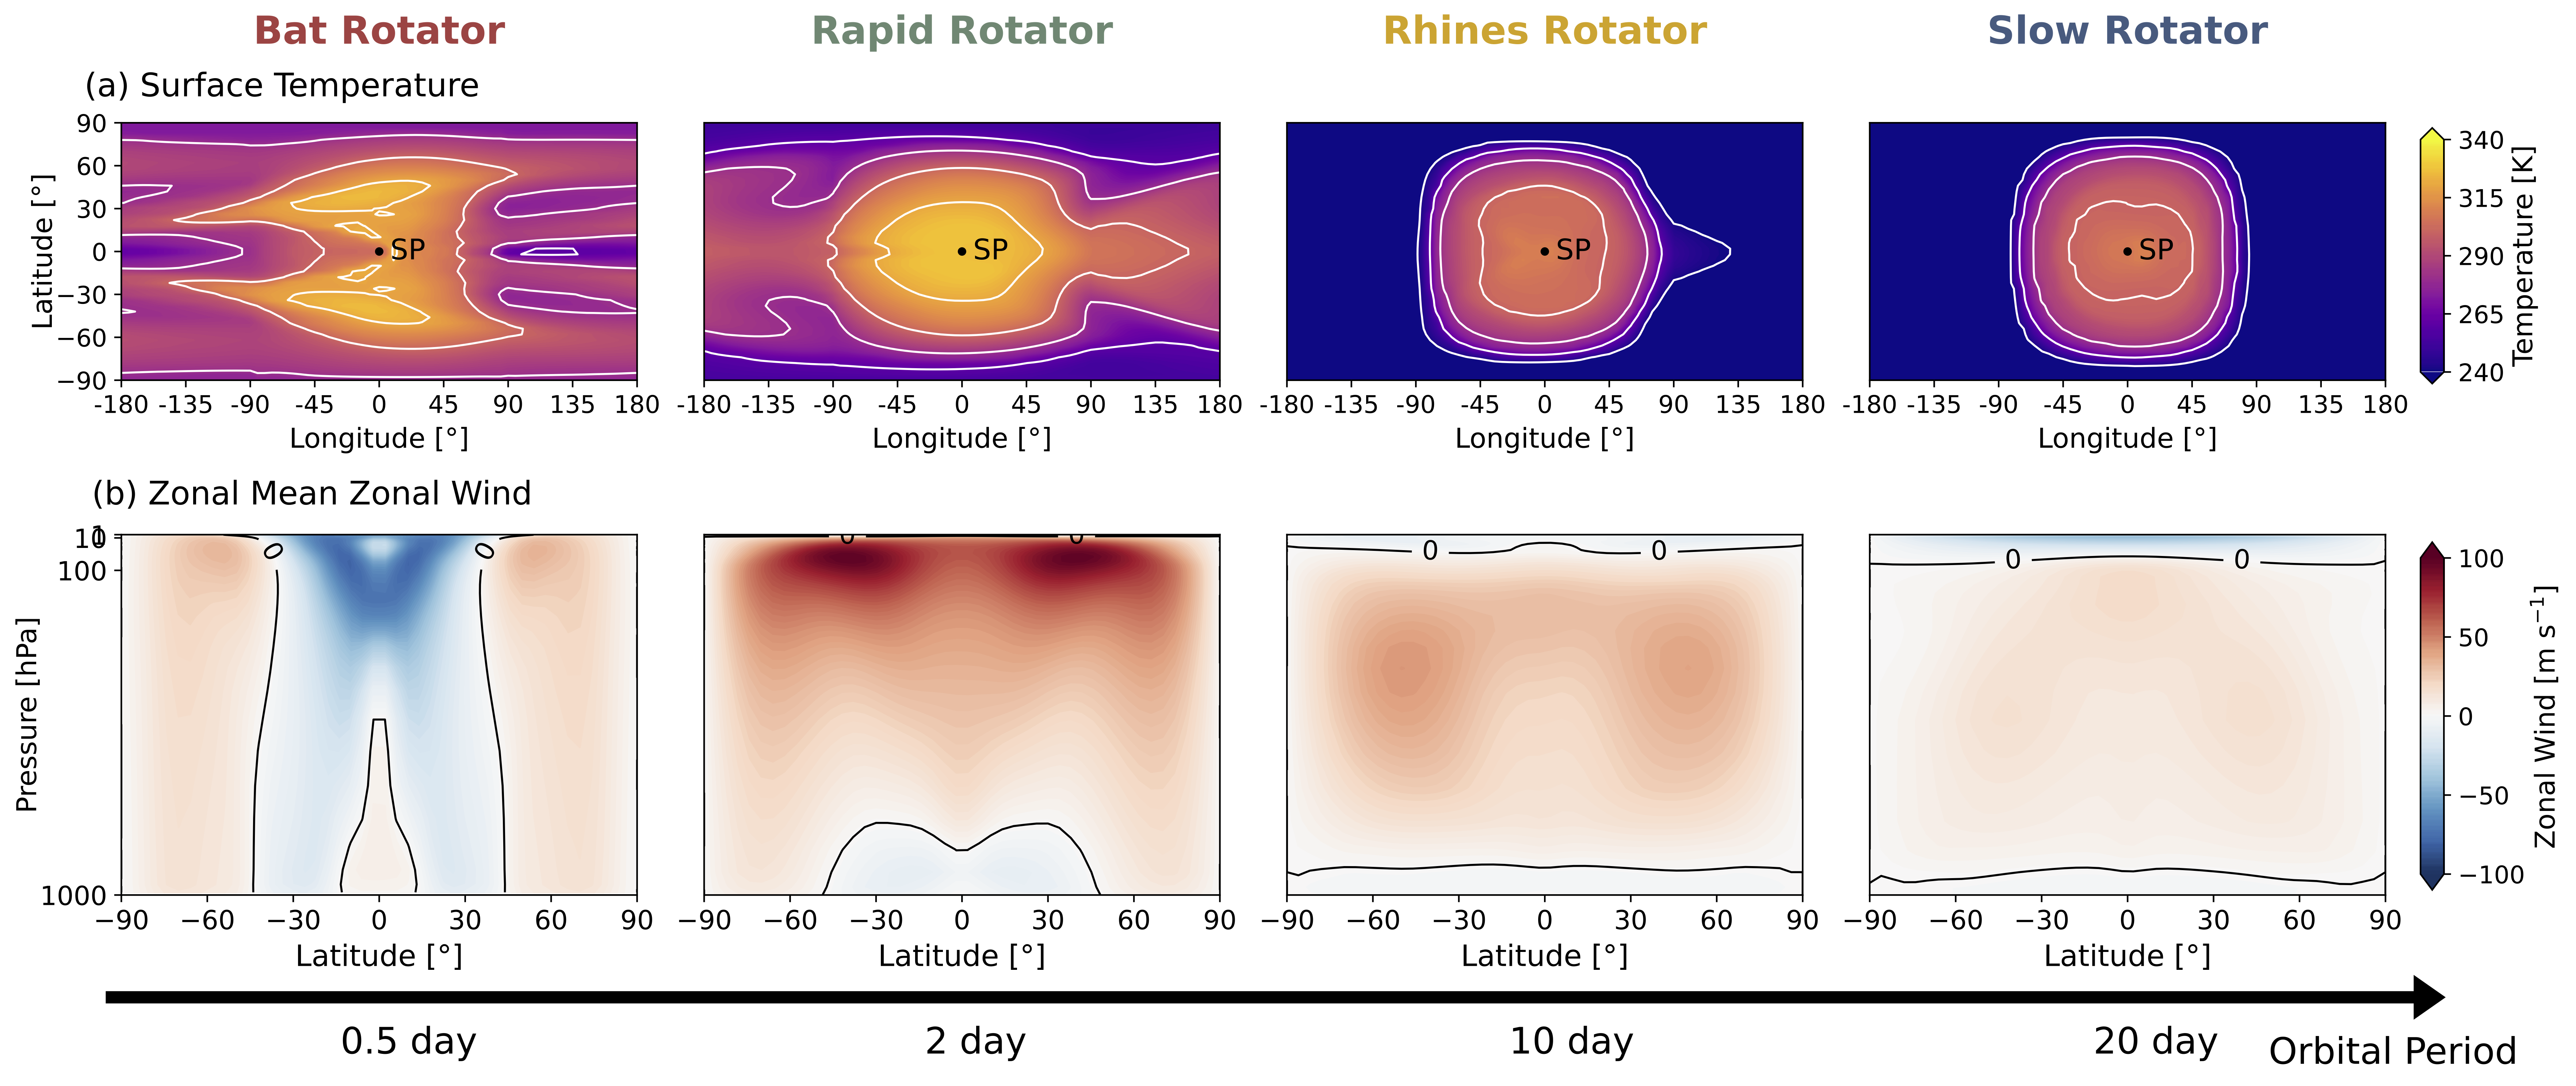 Bat Rotator Rapid Rotator Rhines Rotator Slow Rotator
(a) Surface Temperature
90
60
30
0
−30
−60
−90
Latitude [°]
SP SP SP SP
-180 -135 -90 -45 0 45 90 135 180 -180 -135 -90 -45 0 45 90 135 180 -180 -135 -90 -45 0 45 90 135 180 -180 -135 -90 -45 0 45 90 135 180
Longitude [°] Longitude [°] Longitude [°] Longitude [°]
340
315
290
265
240
Temperature [K]
(b) Zonal Mean Zonal Wind
1
10
100
1000
Pressure [hPa]
0 0 0 0 0 0 0 0
−90 −60 −30 0 30 60 90 −90 −60 −30 0 30 60 90 −90 −60 −30 0 30 60 90 −90 −60 −30 0 30 60 90
Latitude [°] Latitude [°] Latitude [°] Latitude [°]
100
50
0
−50
−100
Zonal Wind [m s⁻¹]
0.5 day 2 day 10 day 20 day Orbital Period